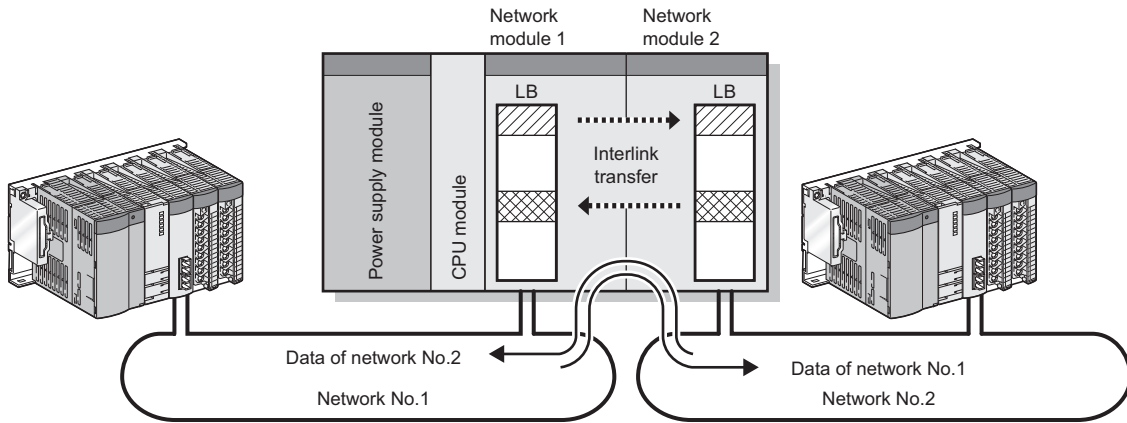 Network
module 1
Network
module 2
Power supply module
CPU module
LB
LB
Interlink
transfer
Data of network No.2
Network No.1
Data of network No.1
Network No.2